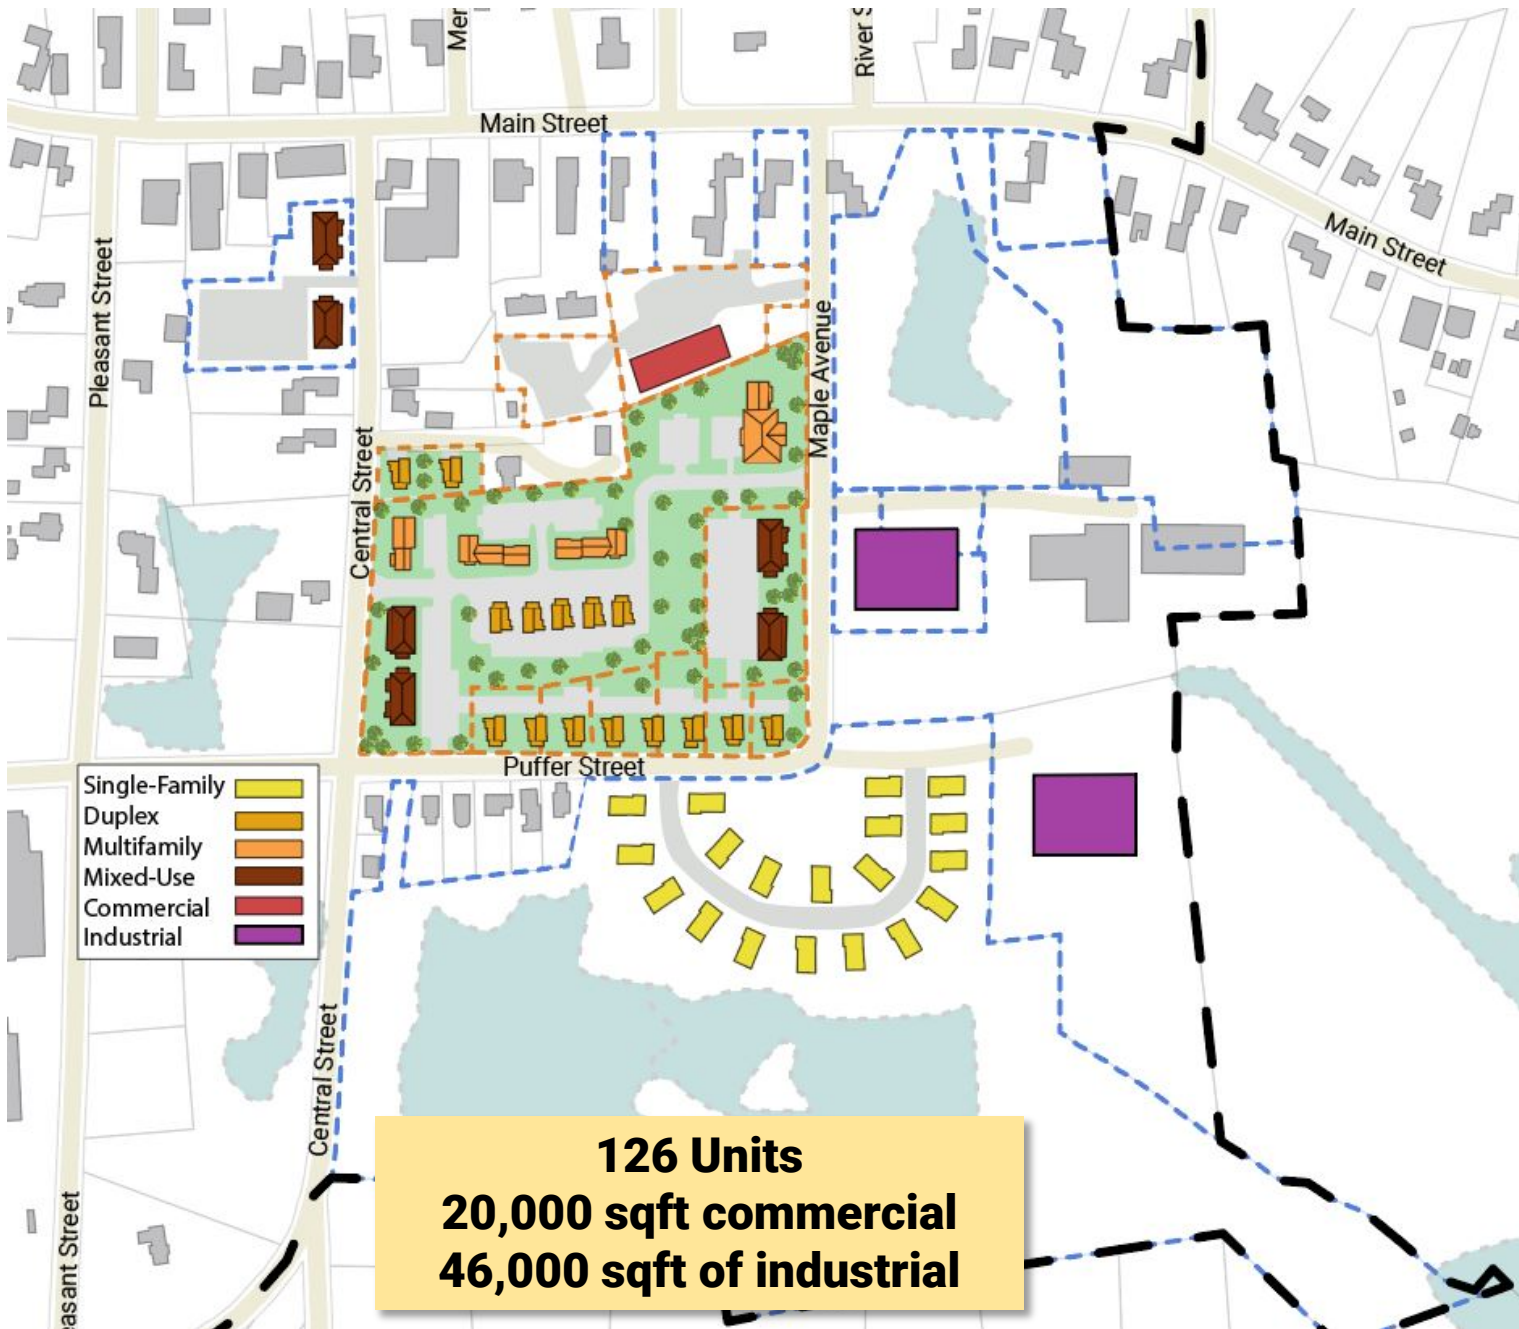 Mer
River S
Main Street
Main Street
Pleasant Street
Maple Avenue
Central Street
Puffer Street
Single-Family
Duplex
Multifamily
Mixed-Use
Commercial
Industrial
Central Street
easant Street
126 Units
20,000 sqft commercial
46,000 sqft of industrial